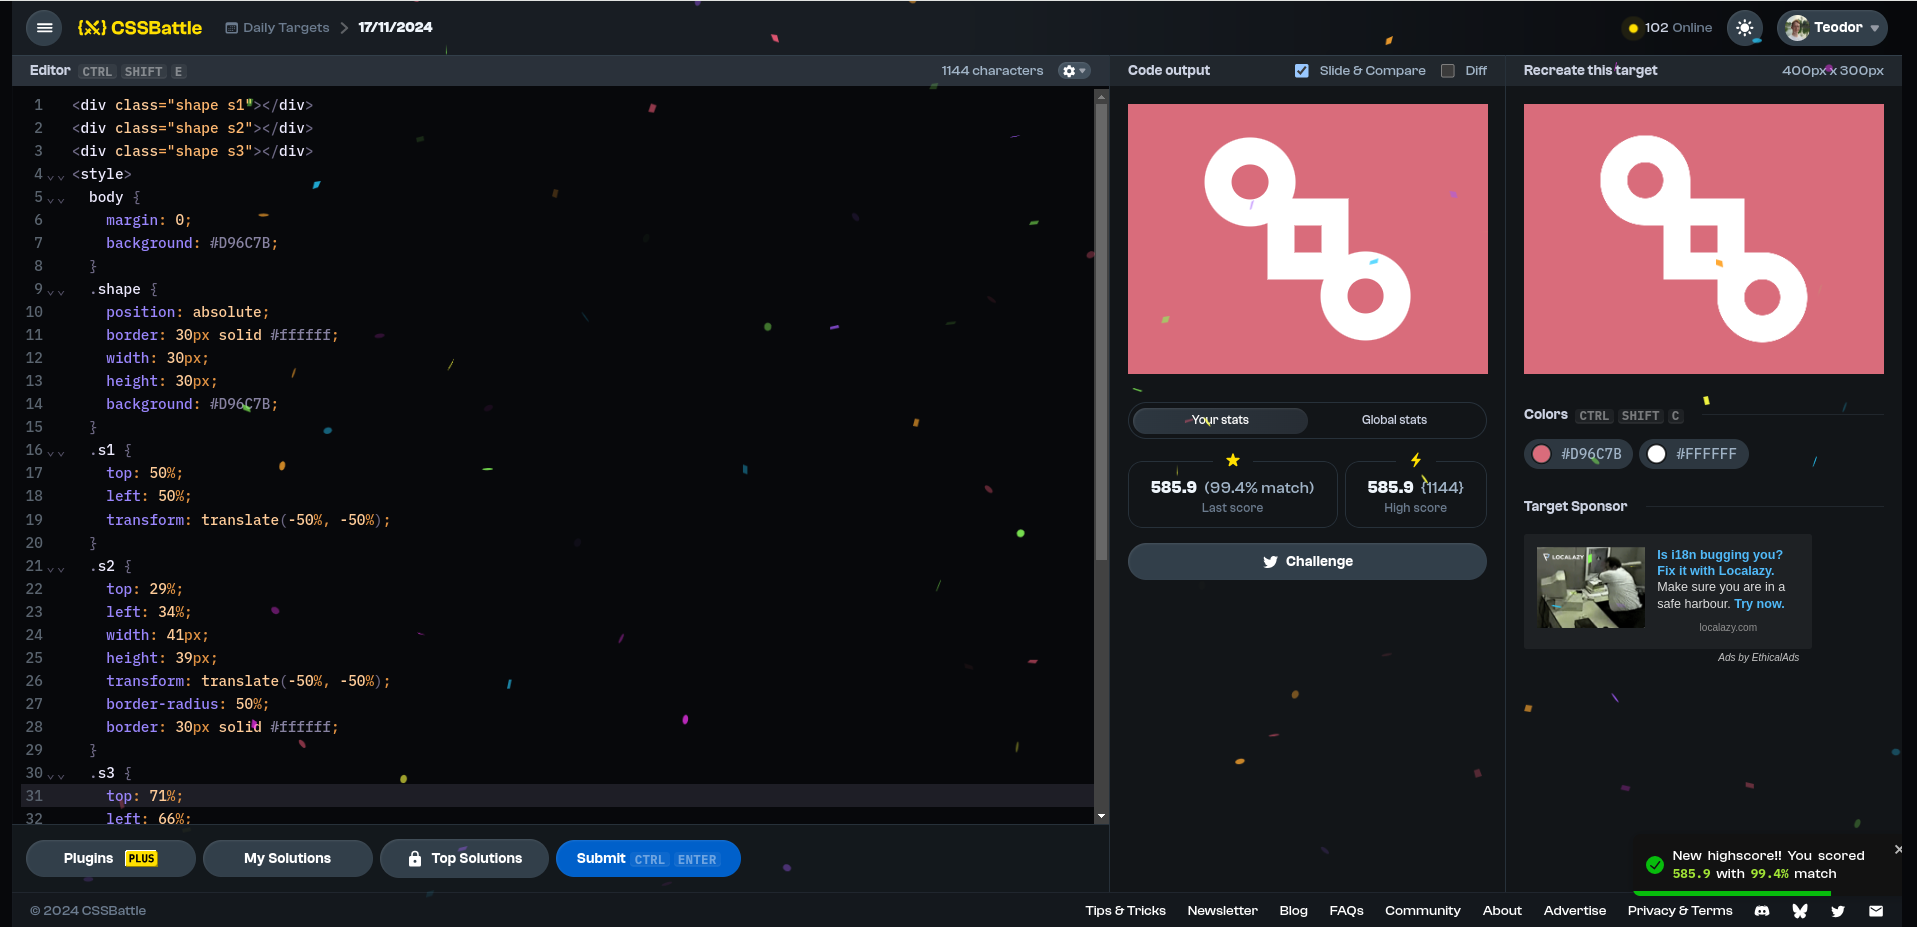 CSSBattle
Daily Targets
17/11/2024
102 Online
Teodor
Editor CTRL SHIFT E
1144 characters
Code output
Slide & Compare
Diff
Recreate this target
400px x 300px
1 <div class="shape s1"></div>
2 <div class="shape s2"></div>
3 <div class="shape s3"></div>
4 <style>
5 body {
6 margin: 0;
7 background: #D96C7B;
8 }
9 .shape {
10 position: absolute;
11 border: 30px solid #ffffff;
12 width: 30px;
13 height: 30px;
14 background: #D96C7B;
15 }
16 .s1 {
17 top: 50%;
18 left: 50%;
19 transform: translate(-50%, -50%);
20 }
21 .s2 {
22 top: 29%;
23 left: 34%;
24 width: 41px;
25 height: 39px;
26 transform: translate(-50%, -50%);
27 border-radius: 50%;
28 border: 30px solid #ffffff;
29 }
30 .s3 {
31 top: 71%;
32 left: 66%;
Your stats
Global stats
585.9 (99.4% match)
Last score
585.9 {1144}
High score
Challenge
Colors CTRL SHIFT C
#D96C7B
#FFFFFF
Target Sponsor
LOCALAZY
Is i18n bugging you?
Fix it with Localazy.
Make sure you are in a
safe harbour. Try now.
localazy.com
Ads by EthicalAds
Plugins PLUS
My Solutions
Top Solutions
Submit CTRL ENTER
New highscore!! You scored
585.9 with 99.4% match
© 2024 CSSBattle
Tips & Tricks
Newsletter
Blog
FAQs
Community
About
Advertise
Privacy & Terms